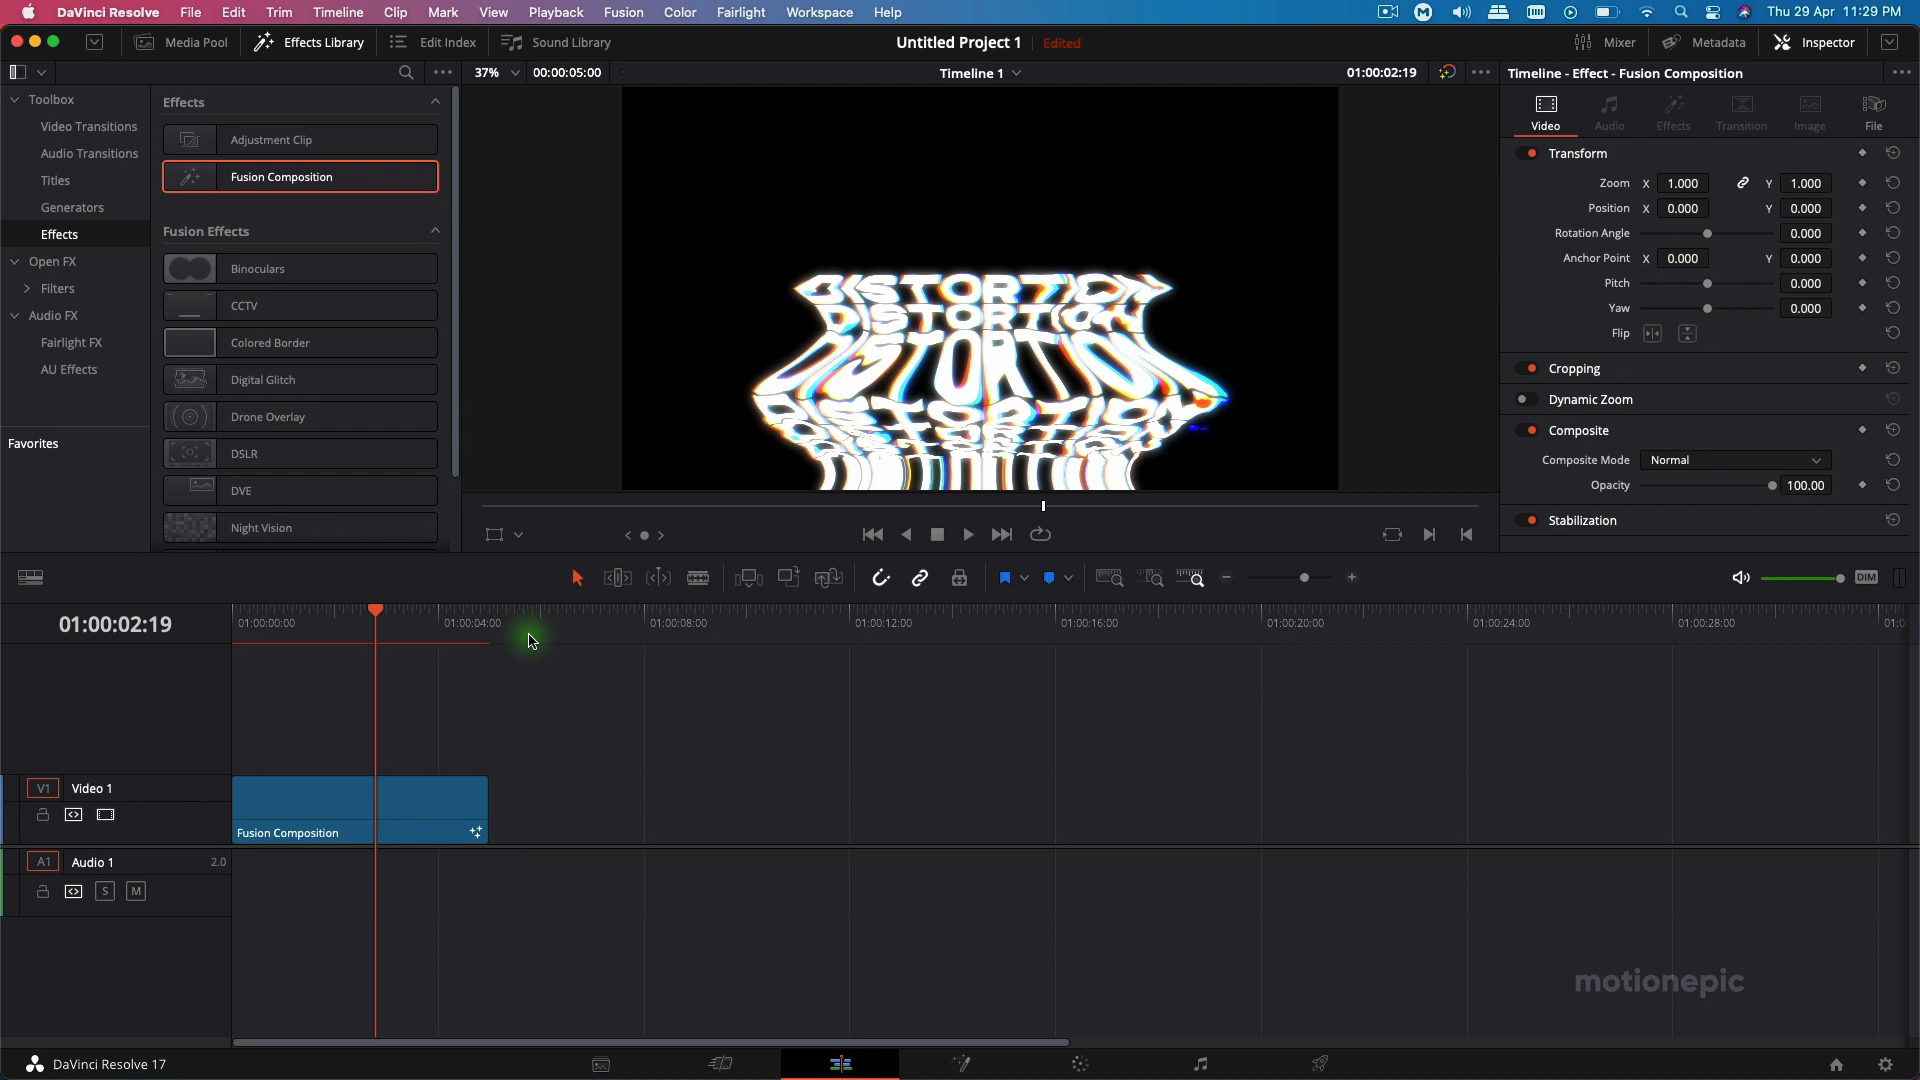 DaVinci Resolve File Edit Trim Timeline Clip Mark View Playback Fusion Color Fairlight Workspace Help Thu 29 Apr 11:29 PM
Media Pool Effects Library Edit Index Sound Library Untitled Project 1 Edited Mixer Metadata Inspector
37% 00:00:05:00 Timeline 1 01:00:02:19 Timeline - Effect - Fusion Composition
Toolbox
Video Transitions
Audio Transitions
Titles
Generators
Effects
Open FX
Filters
Audio FX
Fairlight FX
AU Effects
Favorites
Effects
Adjustment Clip
Fusion Composition
Fusion Effects
Binoculars
CCTV
Colored Border
Digital Glitch
Drone Overlay
DSLR
DVE
Night Vision
DISTORTION
DISTORTION
DISTORTION
DISTORTION
DISTORTION
Video Audio Effects Transition Image File
Transform
Zoom X 1.000 Y 1.000
Position X 0.000 Y 0.000
Rotation Angle 0.000
Anchor Point X 0.000 Y 0.000
Pitch 0.000
Yaw 0.000
Flip
Cropping
Dynamic Zoom
Composite
Composite Mode Normal
Opacity 100.00
Stabilization
DIM
01:00:02:19 01:00:00:00 01:00:04:00 01:00:08:00 01:00:12:00 01:00:16:00 01:00:20:00 01:00:24:00 01:00:28:00
V1 Video 1
Fusion Composition
A1 Audio 1 2.0
S M
motionepic
DaVinci Resolve 17